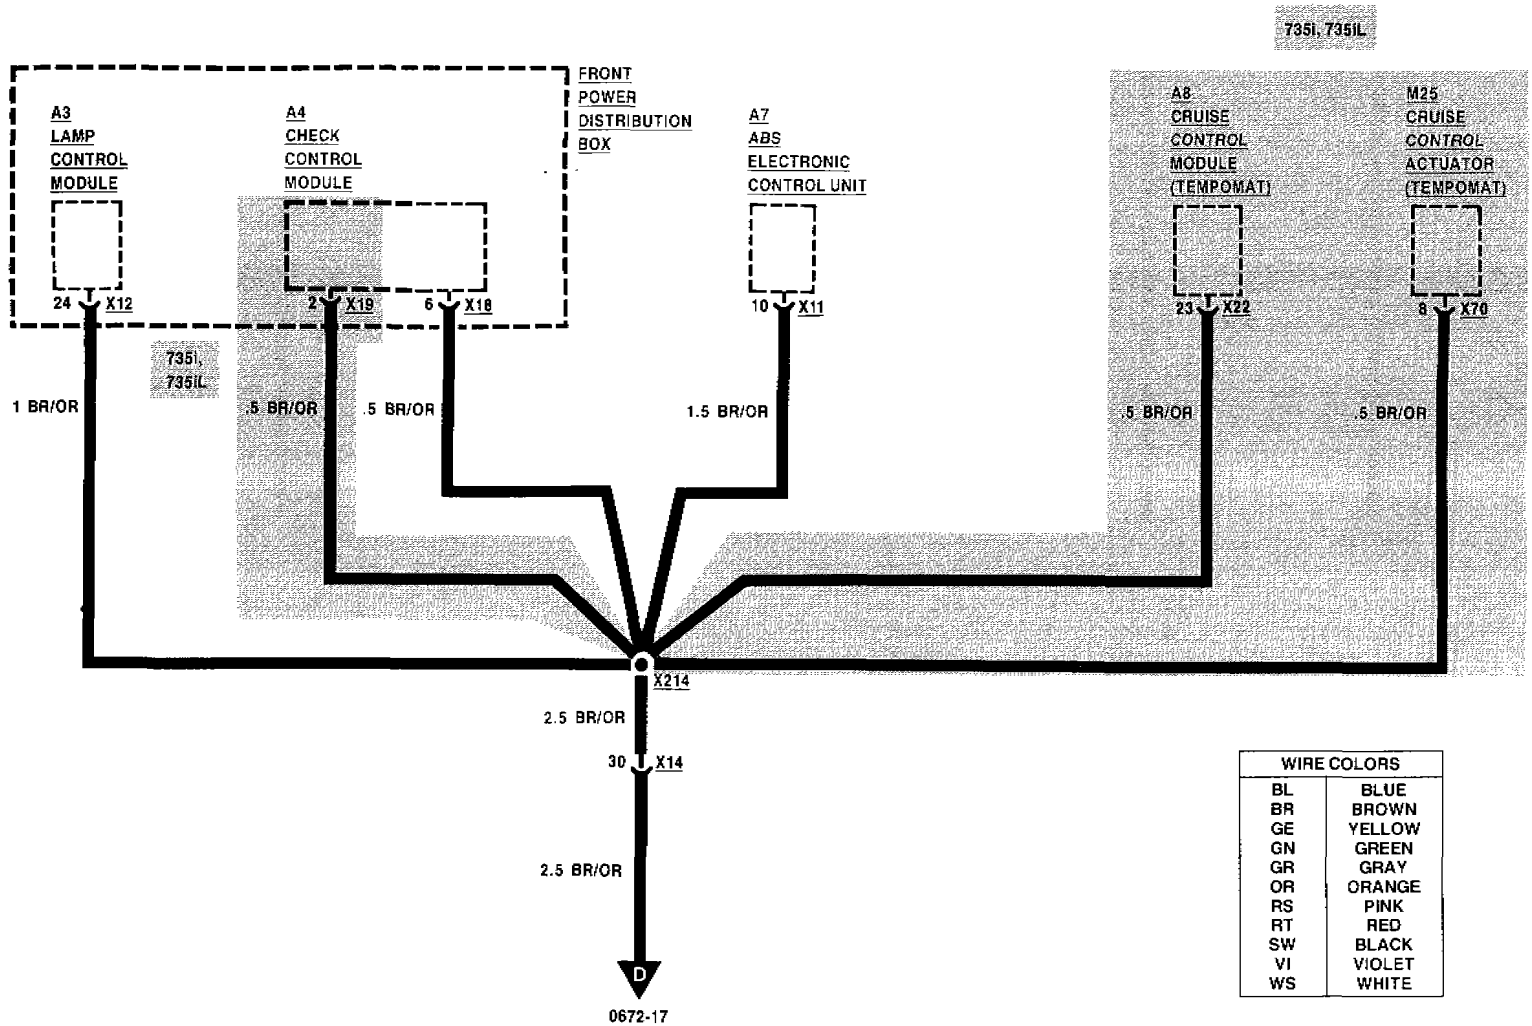 735i, 735iL
FRONT
POWER
DISTRIBUTION
BOX
A3
LAMP
CONTROL
MODULE
A4
CHECK
CONTROL
MODULE
A7
ABS
ELECTRONIC
CONTROL UNIT
A8
CRUISE
CONTROL
MODULE
(TEMPOMAT)
M25
CRUISE
CONTROL
ACTUATOR
(TEMPOMAT)
24 X12
2 X19
6 X18
10 X11
23 X22
8 X70
735i,
735iL
1 BR/OR
.5 BR/OR
.5 BR/OR
1.5 BR/OR
.5 BR/OR
.5 BR/OR
X214
2.5 BR/OR
30 X14
2.5 BR/OR
D
0672-17
WIRE COLORS
BL BLUE
BR BROWN
GE YELLOW
GN GREEN
GR GRAY
OR ORANGE
RS PINK
RT RED
SW BLACK
VI VIOLET
WS WHITE